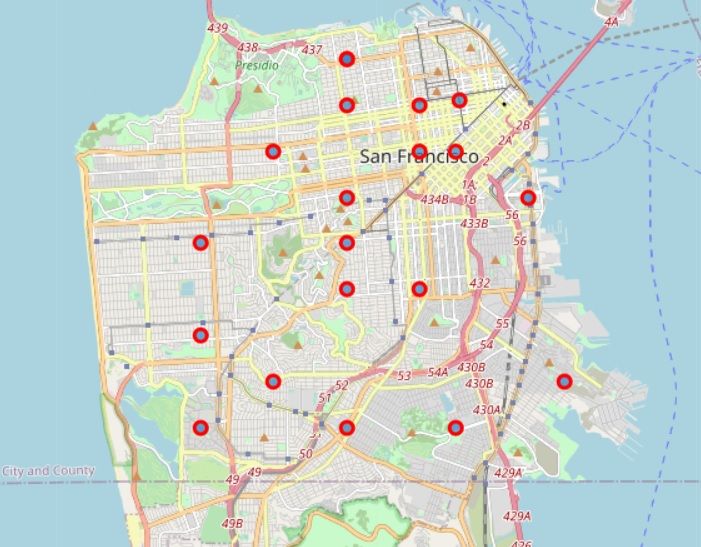 4A
439
438
437
Presidio
2B
2A
San Francisco
2
1A
434B
1B
56
433B
56
432
55
54
430B
53
54A
52
430B
51
430A
50
49
429A
City and County
49
49B
429A